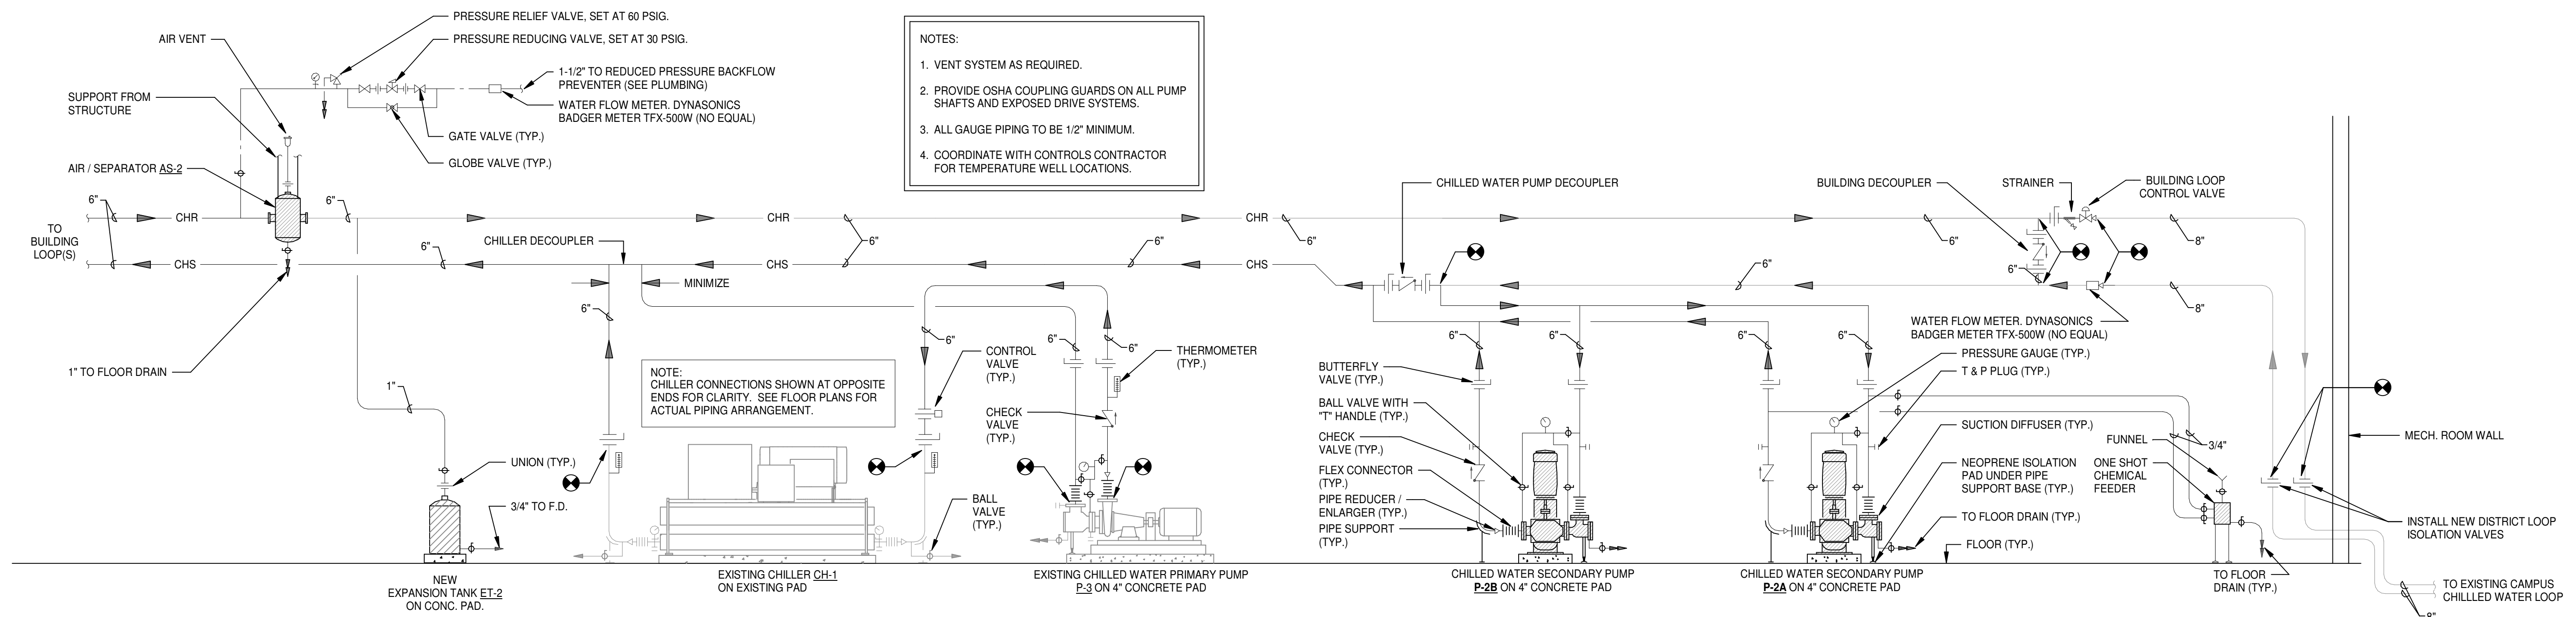 PRESSURE RELIEF VALVE, SET AT 60 PSIG.
AIR VENT
PRESSURE REDUCING VALVE, SET AT 30 PSIG.
1-1/2" TO REDUCED PRESSURE BACKFLOW
PREVENTER (SEE PLUMBING)
SUPPORT FROM
STRUCTURE
WATER FLOW METER. DYNASONICS
BADGER METER TFX-500W (NO EQUAL)
GATE VALVE (TYP.)
GLOBE VALVE (TYP.)
AIR / SEPARATOR AS-2
NOTES:
1. VENT SYSTEM AS REQUIRED.
2. PROVIDE OSHA COUPLING GUARDS ON ALL PUMP
SHAFTS AND EXPOSED DRIVE SYSTEMS.
3. ALL GAUGE PIPING TO BE 1/2" MINIMUM.
4. COORDINATE WITH CONTROLS CONTRACTOR
FOR TEMPERATURE WELL LOCATIONS.
CHILLED WATER PUMP DECOUPLER
BUILDING DECOUPLER
STRAINER
BUILDING LOOP
CONTROL VALVE
6"
6"
CHR
CHR
CHR
TO
BUILDING
LOOP(S)
CHILLER DECOUPLER
6"
6"
6"
6"
8"
CHS
6"
CHS
6"
CHS
6"
6"
MINIMIZE
8"
6"
6"
6"
6"
WATER FLOW METER. DYNASONICS
BADGER METER TFX-500W (NO EQUAL)
6"
6"
6"
6"
1" TO FLOOR DRAIN
1"
NOTE:
CHILLER CONNECTIONS SHOWN AT OPPOSITE
ENDS FOR CLARITY. SEE FLOOR PLANS FOR
ACTUAL PIPING ARRANGEMENT.
CONTROL
VALVE
(TYP.)
THERMOMETER
(TYP.)
CHECK
VALVE
(TYP.)
BUTTERFLY
VALVE (TYP.)
BALL VALVE WITH
"T" HANDLE (TYP.)
CHECK
VALVE (TYP.)
FLEX CONNECTOR
(TYP.)
PIPE REDUCER /
ENLARGER (TYP.)
PIPE SUPPORT
(TYP.)
PRESSURE GAUGE (TYP.)
T & P PLUG (TYP.)
SUCTION DIFFUSER (TYP.)
NEOPRENE ISOLATION
PAD UNDER PIPE
SUPPORT BASE (TYP.)
TO FLOOR DRAIN (TYP.)
FLOOR (TYP.)
FUNNEL
3/4"
ONE SHOT
CHEMICAL
FEEDER
MECH. ROOM WALL
INSTALL NEW DISTRICT LOOP
ISOLATION VALVES
UNION (TYP.)
3/4" TO F.D.
BALL
VALVE
(TYP.)
NEW
EXPANSION TANK ET-2
ON CONC. PAD.
EXISTING CHILLER CH-1
ON EXISTING PAD
EXISTING CHILLED WATER PRIMARY PUMP
P-3 ON 4" CONCRETE PAD
CHILLED WATER SECONDARY PUMP
P-2B ON 4" CONCRETE PAD
CHILLED WATER SECONDARY PUMP
P-2A ON 4" CONCRETE PAD
TO FLOOR
DRAIN (TYP.)
TO EXISTING CAMPUS
CHILLLED WATER LOOP
8"